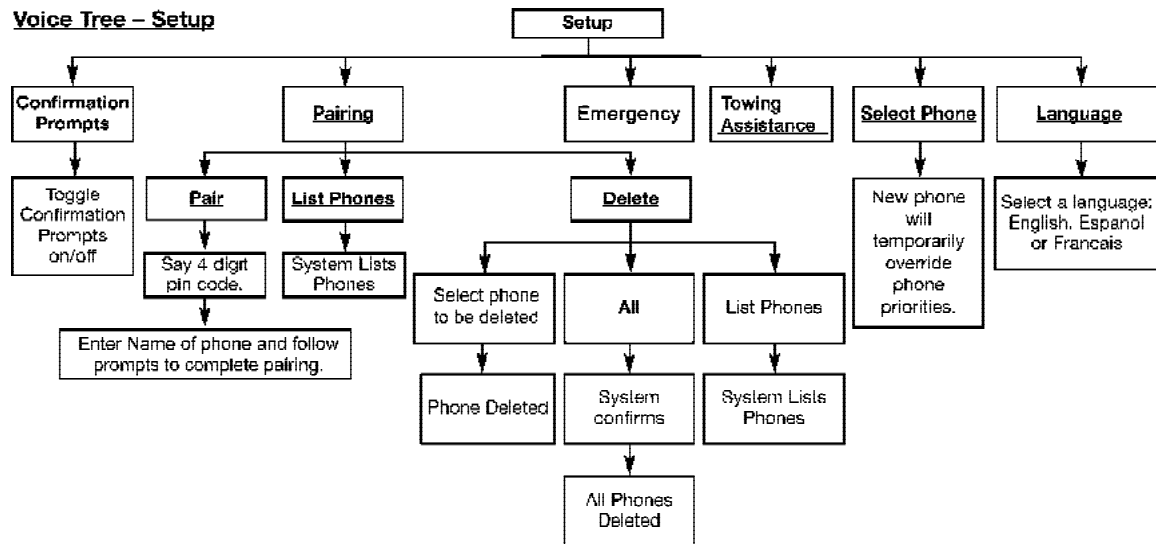 Voice Tree – Setup
Setup
Confirmation
Prompts
Pairing
Emergency
Towing
Assistance
Select Phone
Language
Toggle
Confirmation
Prompts
on/off
Pair
List Phones
Delete
New phone
will
temporarily
override
phone
priorities.
Select a language:
English, Espanol
or Francais
Say 4 digit
pin code.
System Lists
Phones
Select phone
to be deleted
All
List Phones
Enter Name of phone and follow
prompts to complete pairing.
Phone Deleted
System
confirms
System Lists
Phones
All Phones
Deleted